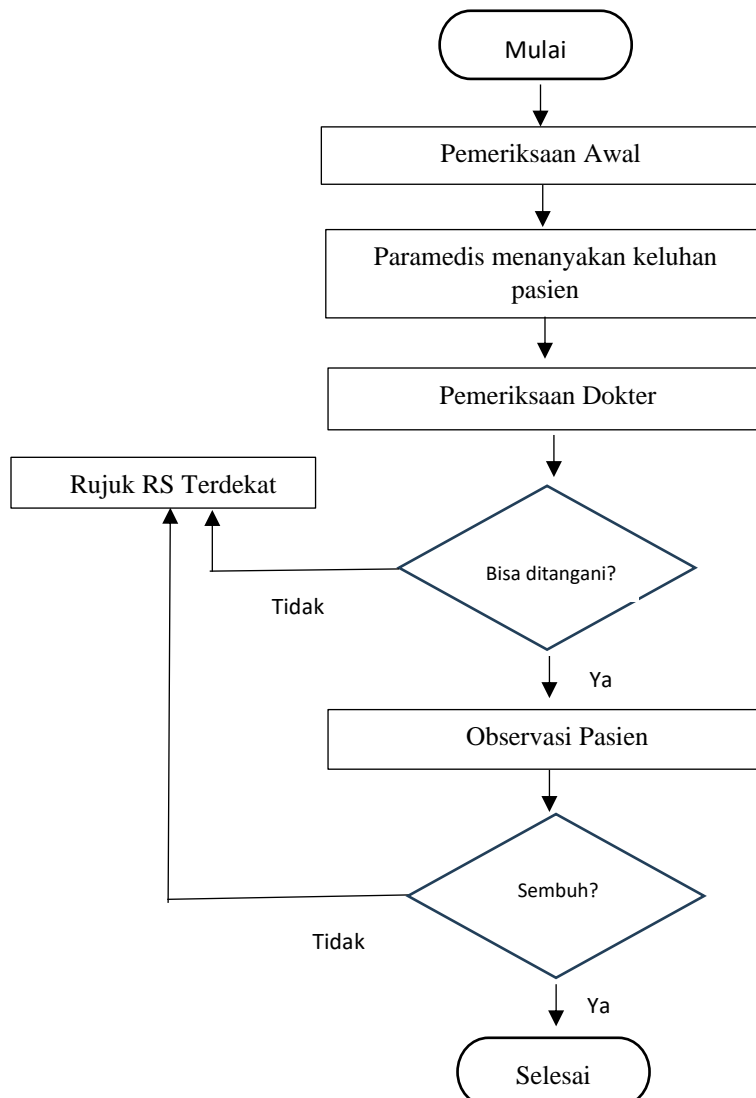 Mulai
Pemeriksaan Awal
Paramedis menanyakan keluhan
pasien
Pemeriksaan Dokter
Rujuk RS Terdekat
Bisa ditangani?
Tidak
Ya
Observasi Pasien
Sembuh?
Tidak
Ya
Selesai